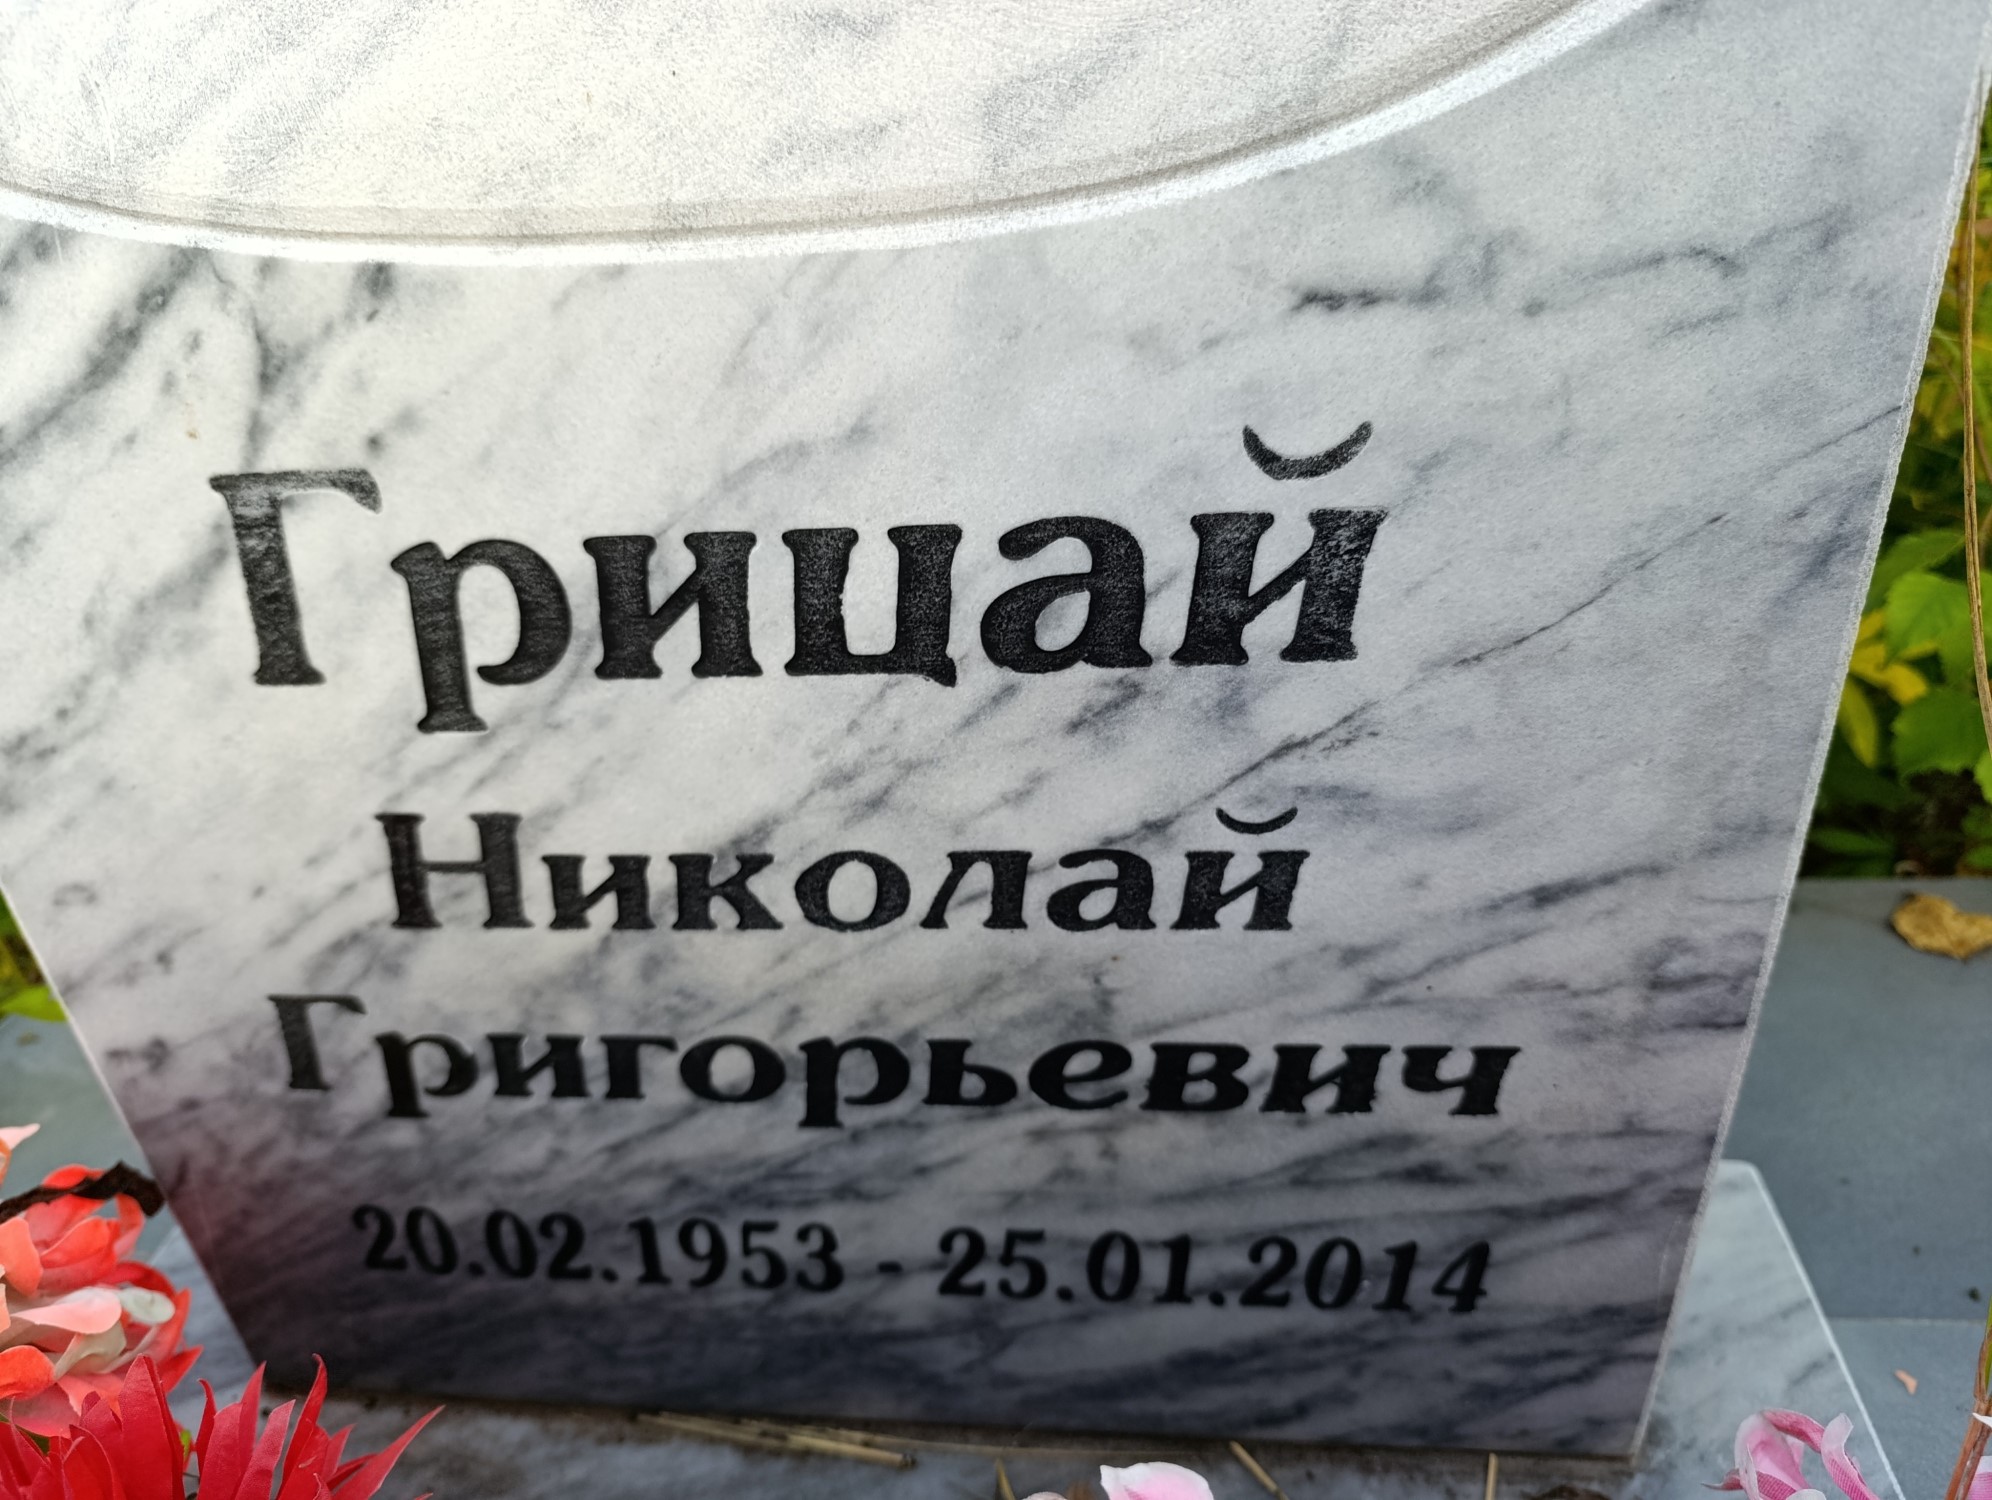 Грицай
Николай
Григорьевич
20.02.1953 - 25.01.2014